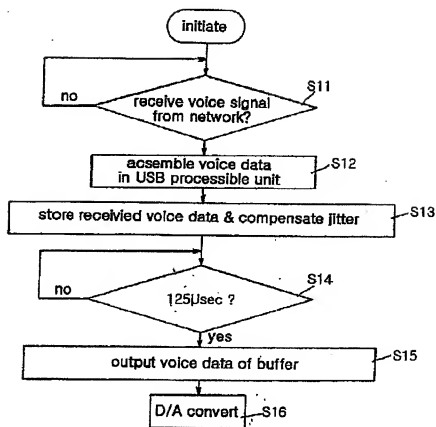 initiate
S11
no
receive voice signal
from network?
acsemble voice data
in USB processible unit
S12
store receivied voice data & compensate jitter
S13
S14
no
125µsec ?
yes
output voice data of buffer
S15
D/A convert
S16